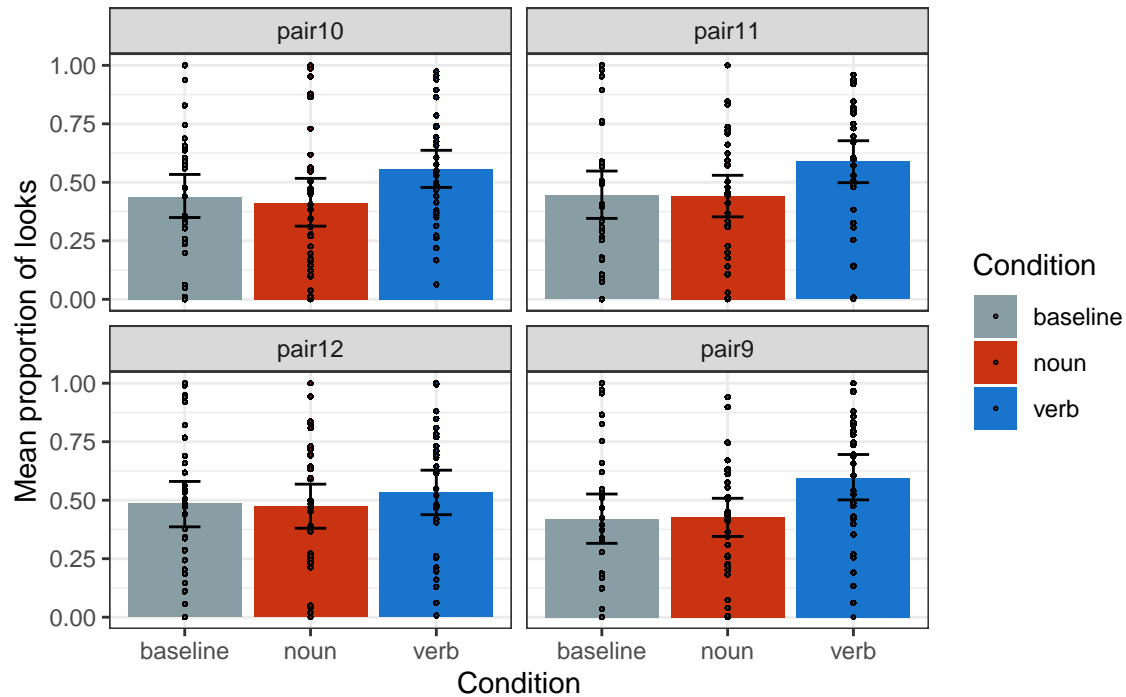 pair10
pair11
1.00
0.75
0.50
0.25
0.00
pair12
pair9
1.00
0.75
0.50
0.25
0.00
baseline
noun
verb
baseline
noun
verb
Condition
Mean proportion of looks
Condition
baseline
noun
verb